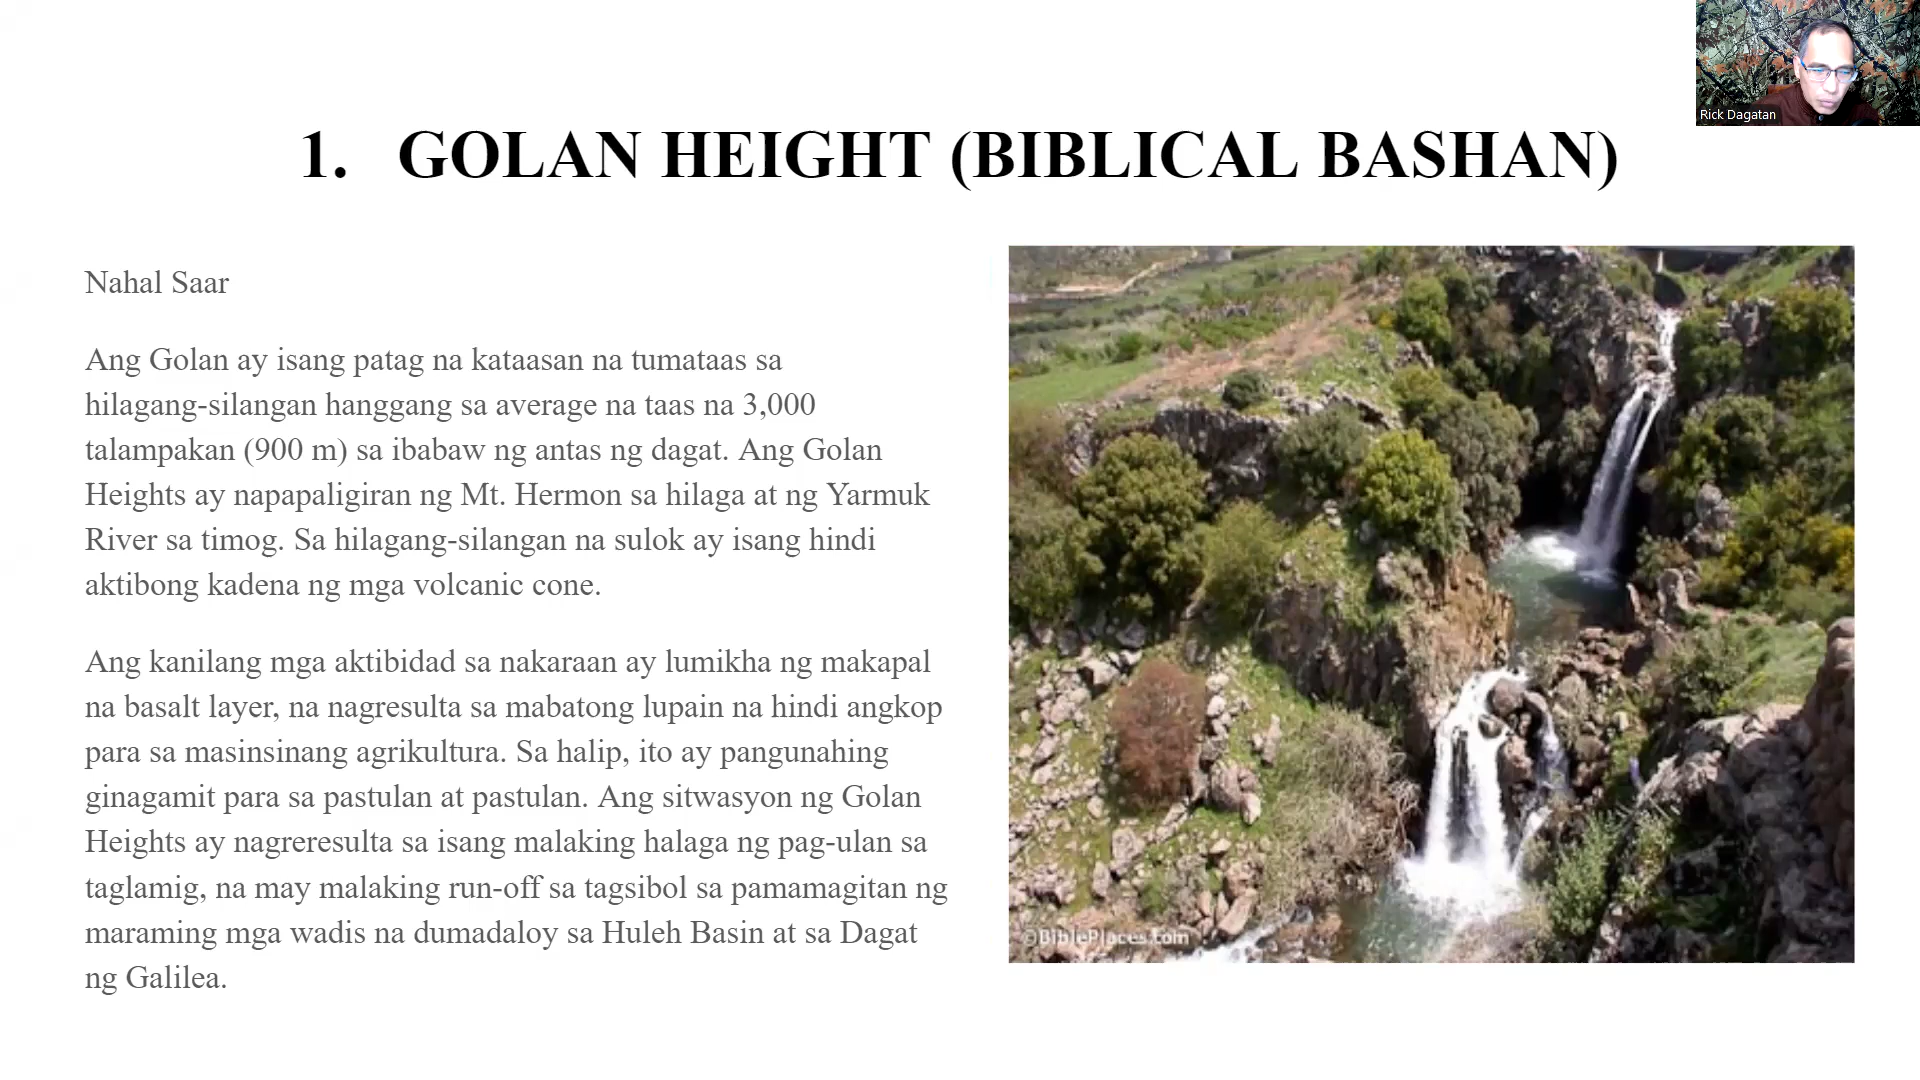 Rick Dagatan
1. GOLAN HEIGHT (BIBLICAL BASHAN)
Nahal Saar
Ang Golan ay isang patag na kataasan na tumataas sa
hilagang-silangan hanggang sa average na taas na 3,000
talampakan (900 m) sa ibabaw ng antas ng dagat. Ang Golan
Heights ay napapaligiran ng Mt. Hermon sa hilaga at ng Yarmuk
River sa timog. Sa hilagang-silangan na sulok ay isang hindi
aktibong kadena ng mga volcanic cone.
Ang kanilang mga aktibidad sa nakaraan ay lumikha ng makapal
na basalt layer, na nagresulta sa mabatong lupain na hindi angkop
para sa masinsinang agrikultura. Sa halip, ito ay pangunahing
ginagamit para sa pastulan at pastulan. Ang sitwasyon ng Golan
Heights ay nagreresulta sa isang malaking halaga ng pag-ulan sa
taglamig, na may malaking run-off sa tagsibol sa pamamagitan ng
maraming mga wadis na dumadaloy sa Huleh Basin at sa Dagat
ng Galilea.
©BiblePlaces.com